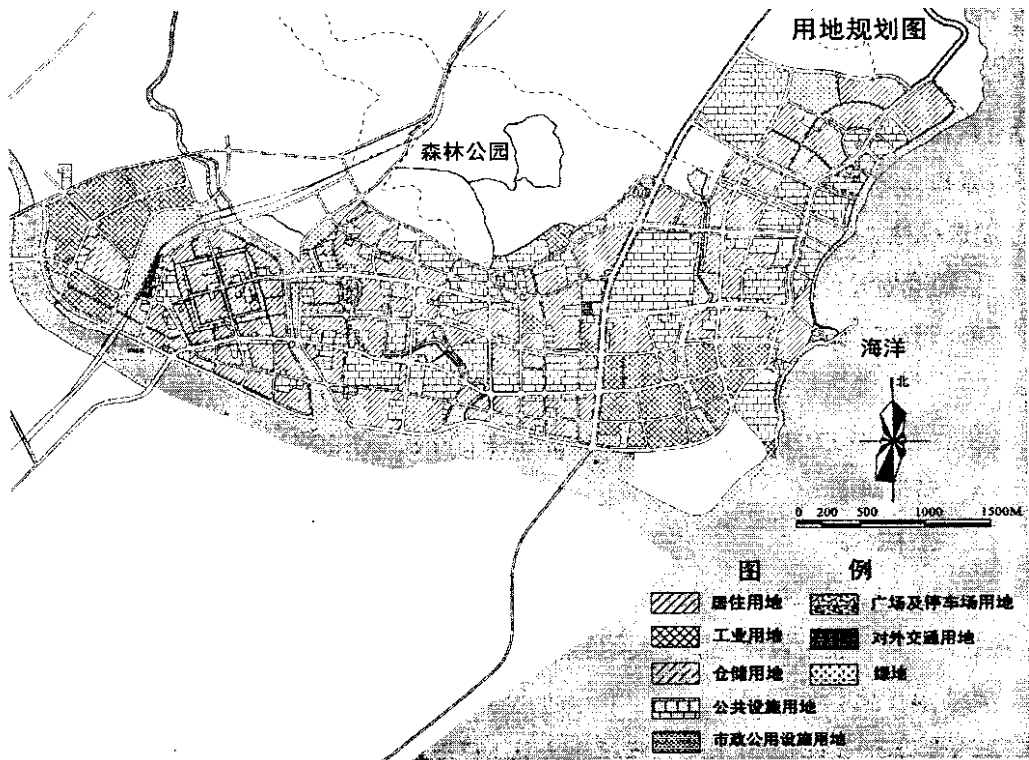 用地规划图
森林公园
海洋
北
0 200 500 1000 1500M
图 例
居住用地
工业用地
仓储用地
公共设施用地
市政公用设施用地
广场及停车场用地
对外交通用地
绿地